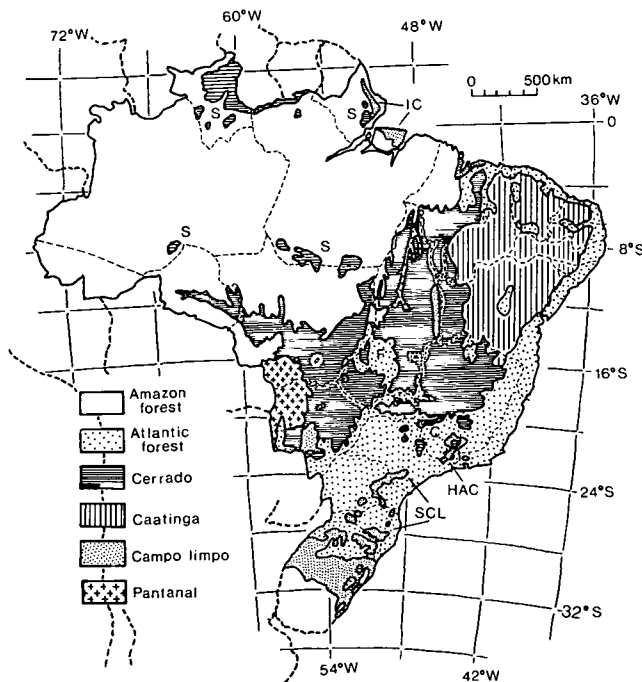 72°W
60°W
48°W
0 500km
36°W
IC
S
S
0
S
S
8°S
F
16°S
Amazon
forest
Atlantic
forest
Cerrado
HAC
24°S
SCL
Caatinga
Campo limpo
Pantanal
32°S
54°W
42°W